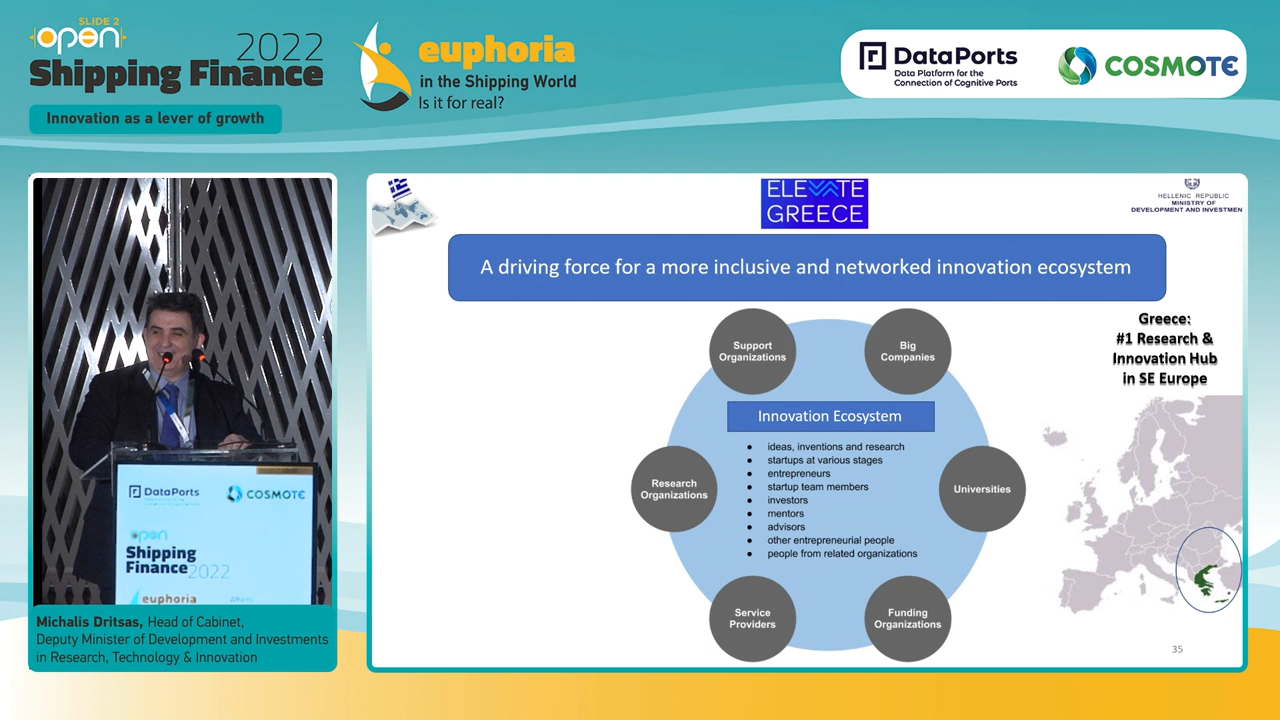 SLIDE 2
open
2022
Shipping Finance
Innovation as a lever of growth
euphoria
in the Shipping World
Is it for real?
DataPorts
Data Platform for the
Connection of Cognitive Ports
COSMOTE
DataPorts
COSMOTE
open
Shipping
Finance 2022
euphoria
Michalis Dritsas, Head of Cabinet,
Deputy Minister of Development and Investments
in Research, Technology & Innovation
ELEVATE
GREECE
HELLENIC REPUBLIC
MINISTRY OF
DEVELOPMENT AND INVESTMEN
A driving force for a more inclusive and networked innovation ecosystem
Greece:
#1 Research &
Innovation Hub
in SE Europe
Support
Organizations
Big
Companies
Innovation Ecosystem
• ideas, inventions and research
• startups at various stages
• entrepreneurs
• startup team members
• investors
• mentors
• advisors
• other entrepreneurial people
• people from related organizations
Research
Organizations
Universities
Service
Providers
Funding
Organizations
35